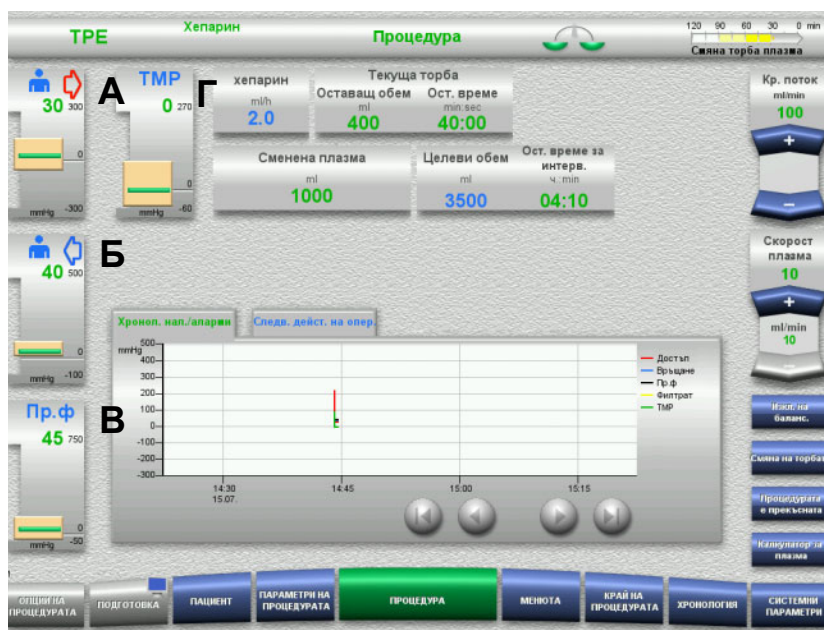 TPE
Хепарин
Процедура
120 90 60 30 0 min
Смяна торба плазма
30 300
0
mmHg -300
А
TMP
0 270
0
mmHg -60
Г
хепарин
ml/h
2.0
Текуща торба
Оставащ обем Ост. време
ml min:sec
400 40:00
Сменена плазма
ml
1000
Целеви обем
ml
3500
Ост. време за
интерв.
ч.:min
04:10
Кр. поток
ml/min
100
+
–
40 500
0
mmHg -100
Б
Скорост
плазма
10
+
ml/min
10
–
Пр.ф
45 750
0
mmHg -50
В
Хроноп. нап./апарин
Следв. дейст. на опер.
mmHg
500
400
300
200
100
0
-100
-200
-300
14:30 14:45 15:00 15:15
15.07.
Достъп
Връщане
Пр.ф
Филтрат
TMP
Изкл. на
баланс.
Смяна на торбат
Процедурата
е прекъсната
Калкулатор за
плазма
ОПЦИИ НА
ПРОЦЕДУРАТА
ПОДГОТОВКА
ПАЦИЕНТ
ПАРАМЕТРИ НА
ПРОЦЕДУРАТА
ПРОЦЕДУРА
МЕНЮТА
КРАЙ НА
ПРОЦЕДУРАТА
ХРОНОЛОГИЯ
СИСТЕМНИ
ПАРАМЕТРИ